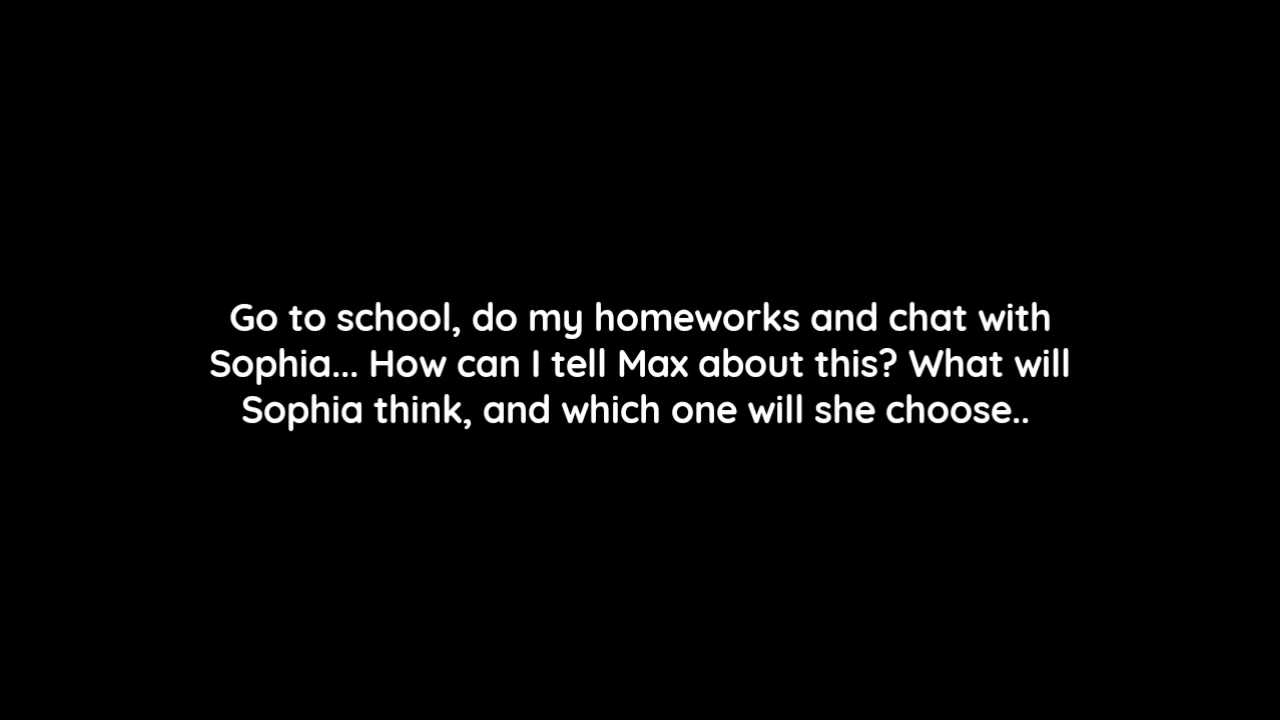 Go to school, do my homeworks and chat with
Sophia... How can I tell Max about this? What will
Sophia think, and which one will she choose..